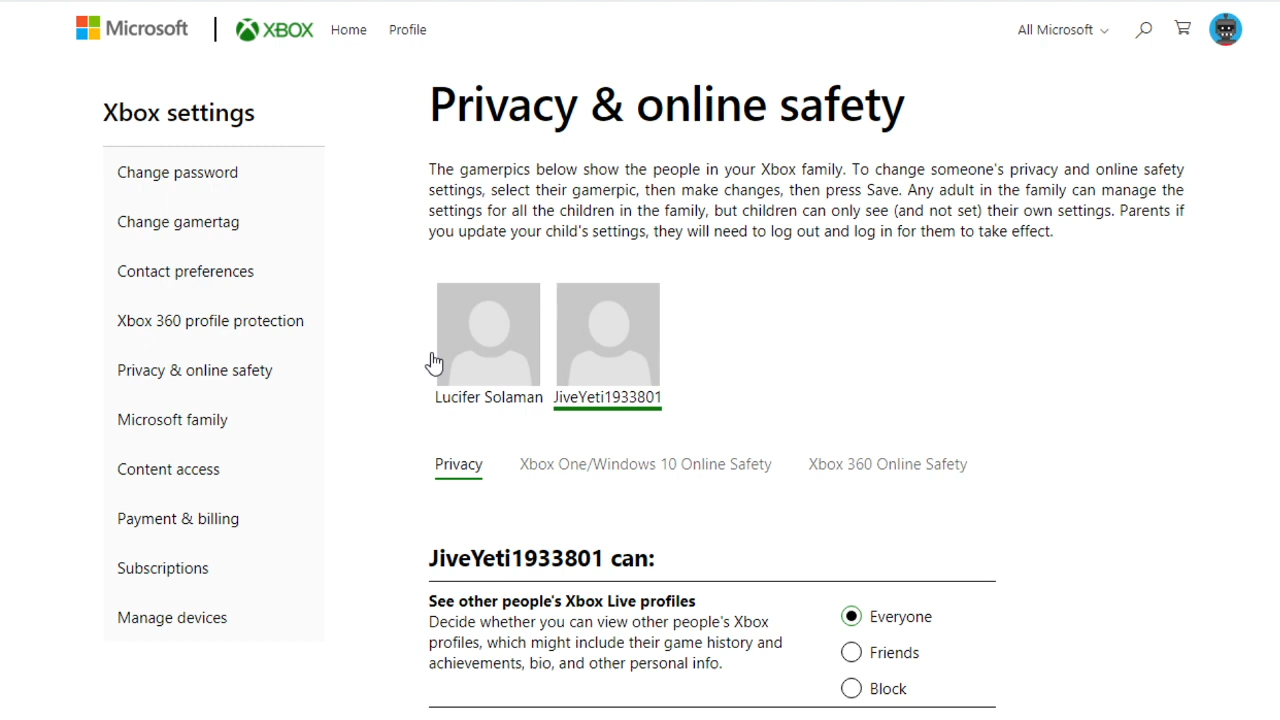 Microsoft XBOX Home Profile All Microsoft
Xbox settings
Change password
Change gamertag
Contact preferences
Xbox 360 profile protection
Privacy & online safety
Microsoft family
Content access
Payment & billing
Subscriptions
Manage devices
Privacy & online safety
The gamerpics below show the people in your Xbox family. To change someone's privacy and online safety
settings, select their gamerpic, then make changes, then press Save. Any adult in the family can manage the
settings for all the children in the family, but children can only see (and not set) their own settings. Parents if
you update your child's settings, they will need to log out and log in for them to take effect.
Lucifer Solaman JiveYeti1933801
Privacy Xbox One/Windows 10 Online Safety Xbox 360 Online Safety
JiveYeti1933801 can:
See other people's Xbox Live profiles
Decide whether you can view other people's Xbox
profiles, which might include their game history and
achievements, bio, and other personal info.
Everyone
Friends
Block